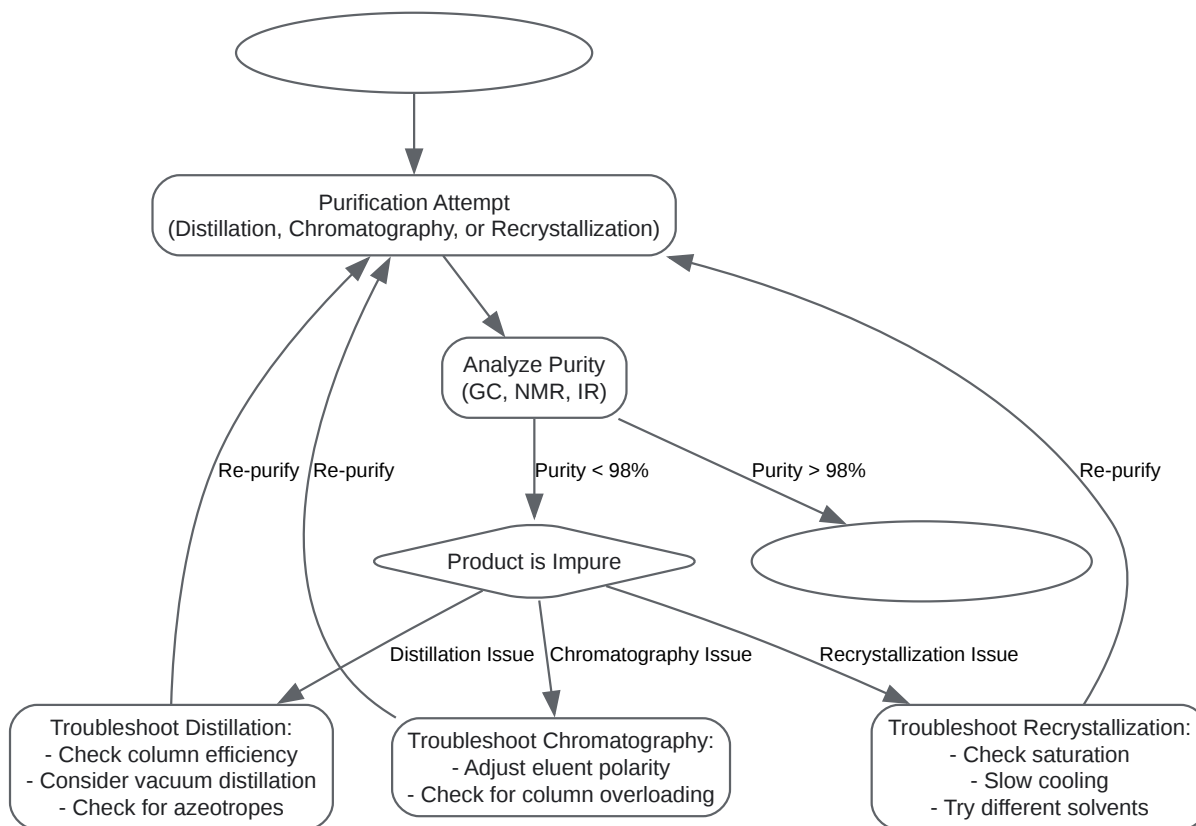 Purification Attempt
(Distillation, Chromatography, or Recrystallization)
Analyze Purity
(GC, NMR, IR)
Re-purify
Re-purify
Purity < 98%
Purity > 98%
Re-purify
Product is Impure
Distillation Issue
Chromatography Issue
Recrystallization Issue
Troubleshoot Distillation:
- Check column efficiency
- Consider vacuum distillation
- Check for azeotropes
Troubleshoot Chromatography:
- Adjust eluent polarity
- Check for column overloading
Troubleshoot Recrystallization:
- Check saturation
- Slow cooling
- Try different solvents